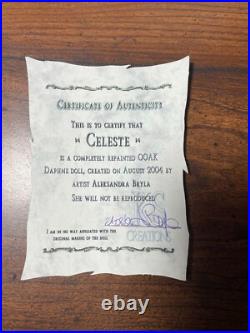 Certificate of Autenticity
This is to certify that
" Celeste "
is a completely repainted OOAK
Daphne doll, created on August 2004 by
artist Aleksandra Bryla
She will not be reproduced
CREATIONS
I am in no way affiliated with the
original makers of the doll.